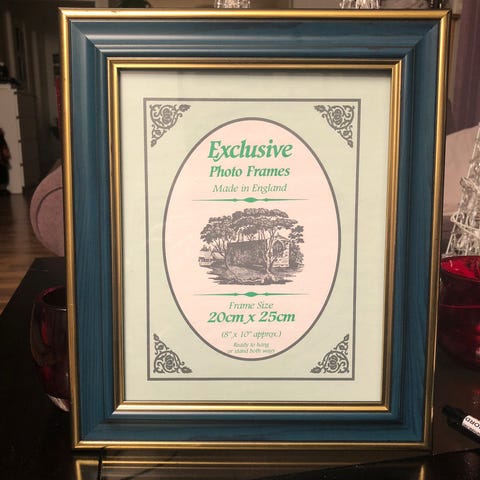 Exclusive
Photo Frames
Made in England
Frame Size
20cm x 25cm
(8" x 10" approx.)
Ready to hang
or stand both ways